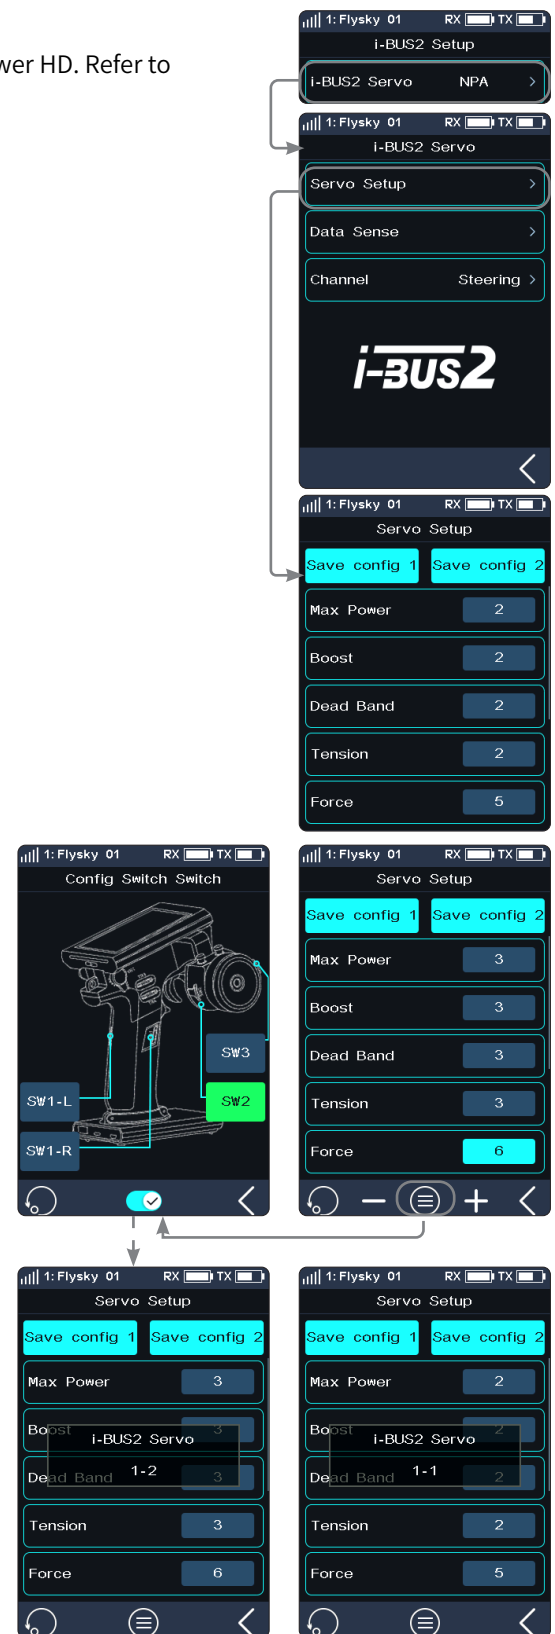 1: Flysky 01 RX TX
i-BUS2 Setup
wer HD. Refer to
i-BUS2 Servo NPA >
1: Flysky 01 RX TX
i-BUS2 Servo
Servo Setup >
Data Sense >
Channel Steering >
i-BUS2
1: Flysky 01 RX TX
Servo Setup
Save config 1 Save config 2
Max Power 2
Boost 2
Dead Band 2
Tension 2
Force 5
1: Flysky 01 RX TX
Config Switch Switch
SW3
SW1-L SW2
SW1-R
1: Flysky 01 RX TX
Servo Setup
Save config 1 Save config 2
Max Power 3
Boost 3
Dead Band 3
Tension 3
Force 6
1: Flysky 01 RX TX
Servo Setup
Save config 1 Save config 2
Max Power 3
Boost 3
i-BUS2 Servo
1-2
Dead Band 3
Tension 3
Force 6
1: Flysky 01 RX TX
Servo Setup
Save config 1 Save config 2
Max Power 2
Boost 2
i-BUS2 Servo
1-1
Dead Band 2
Tension 2
Force 5